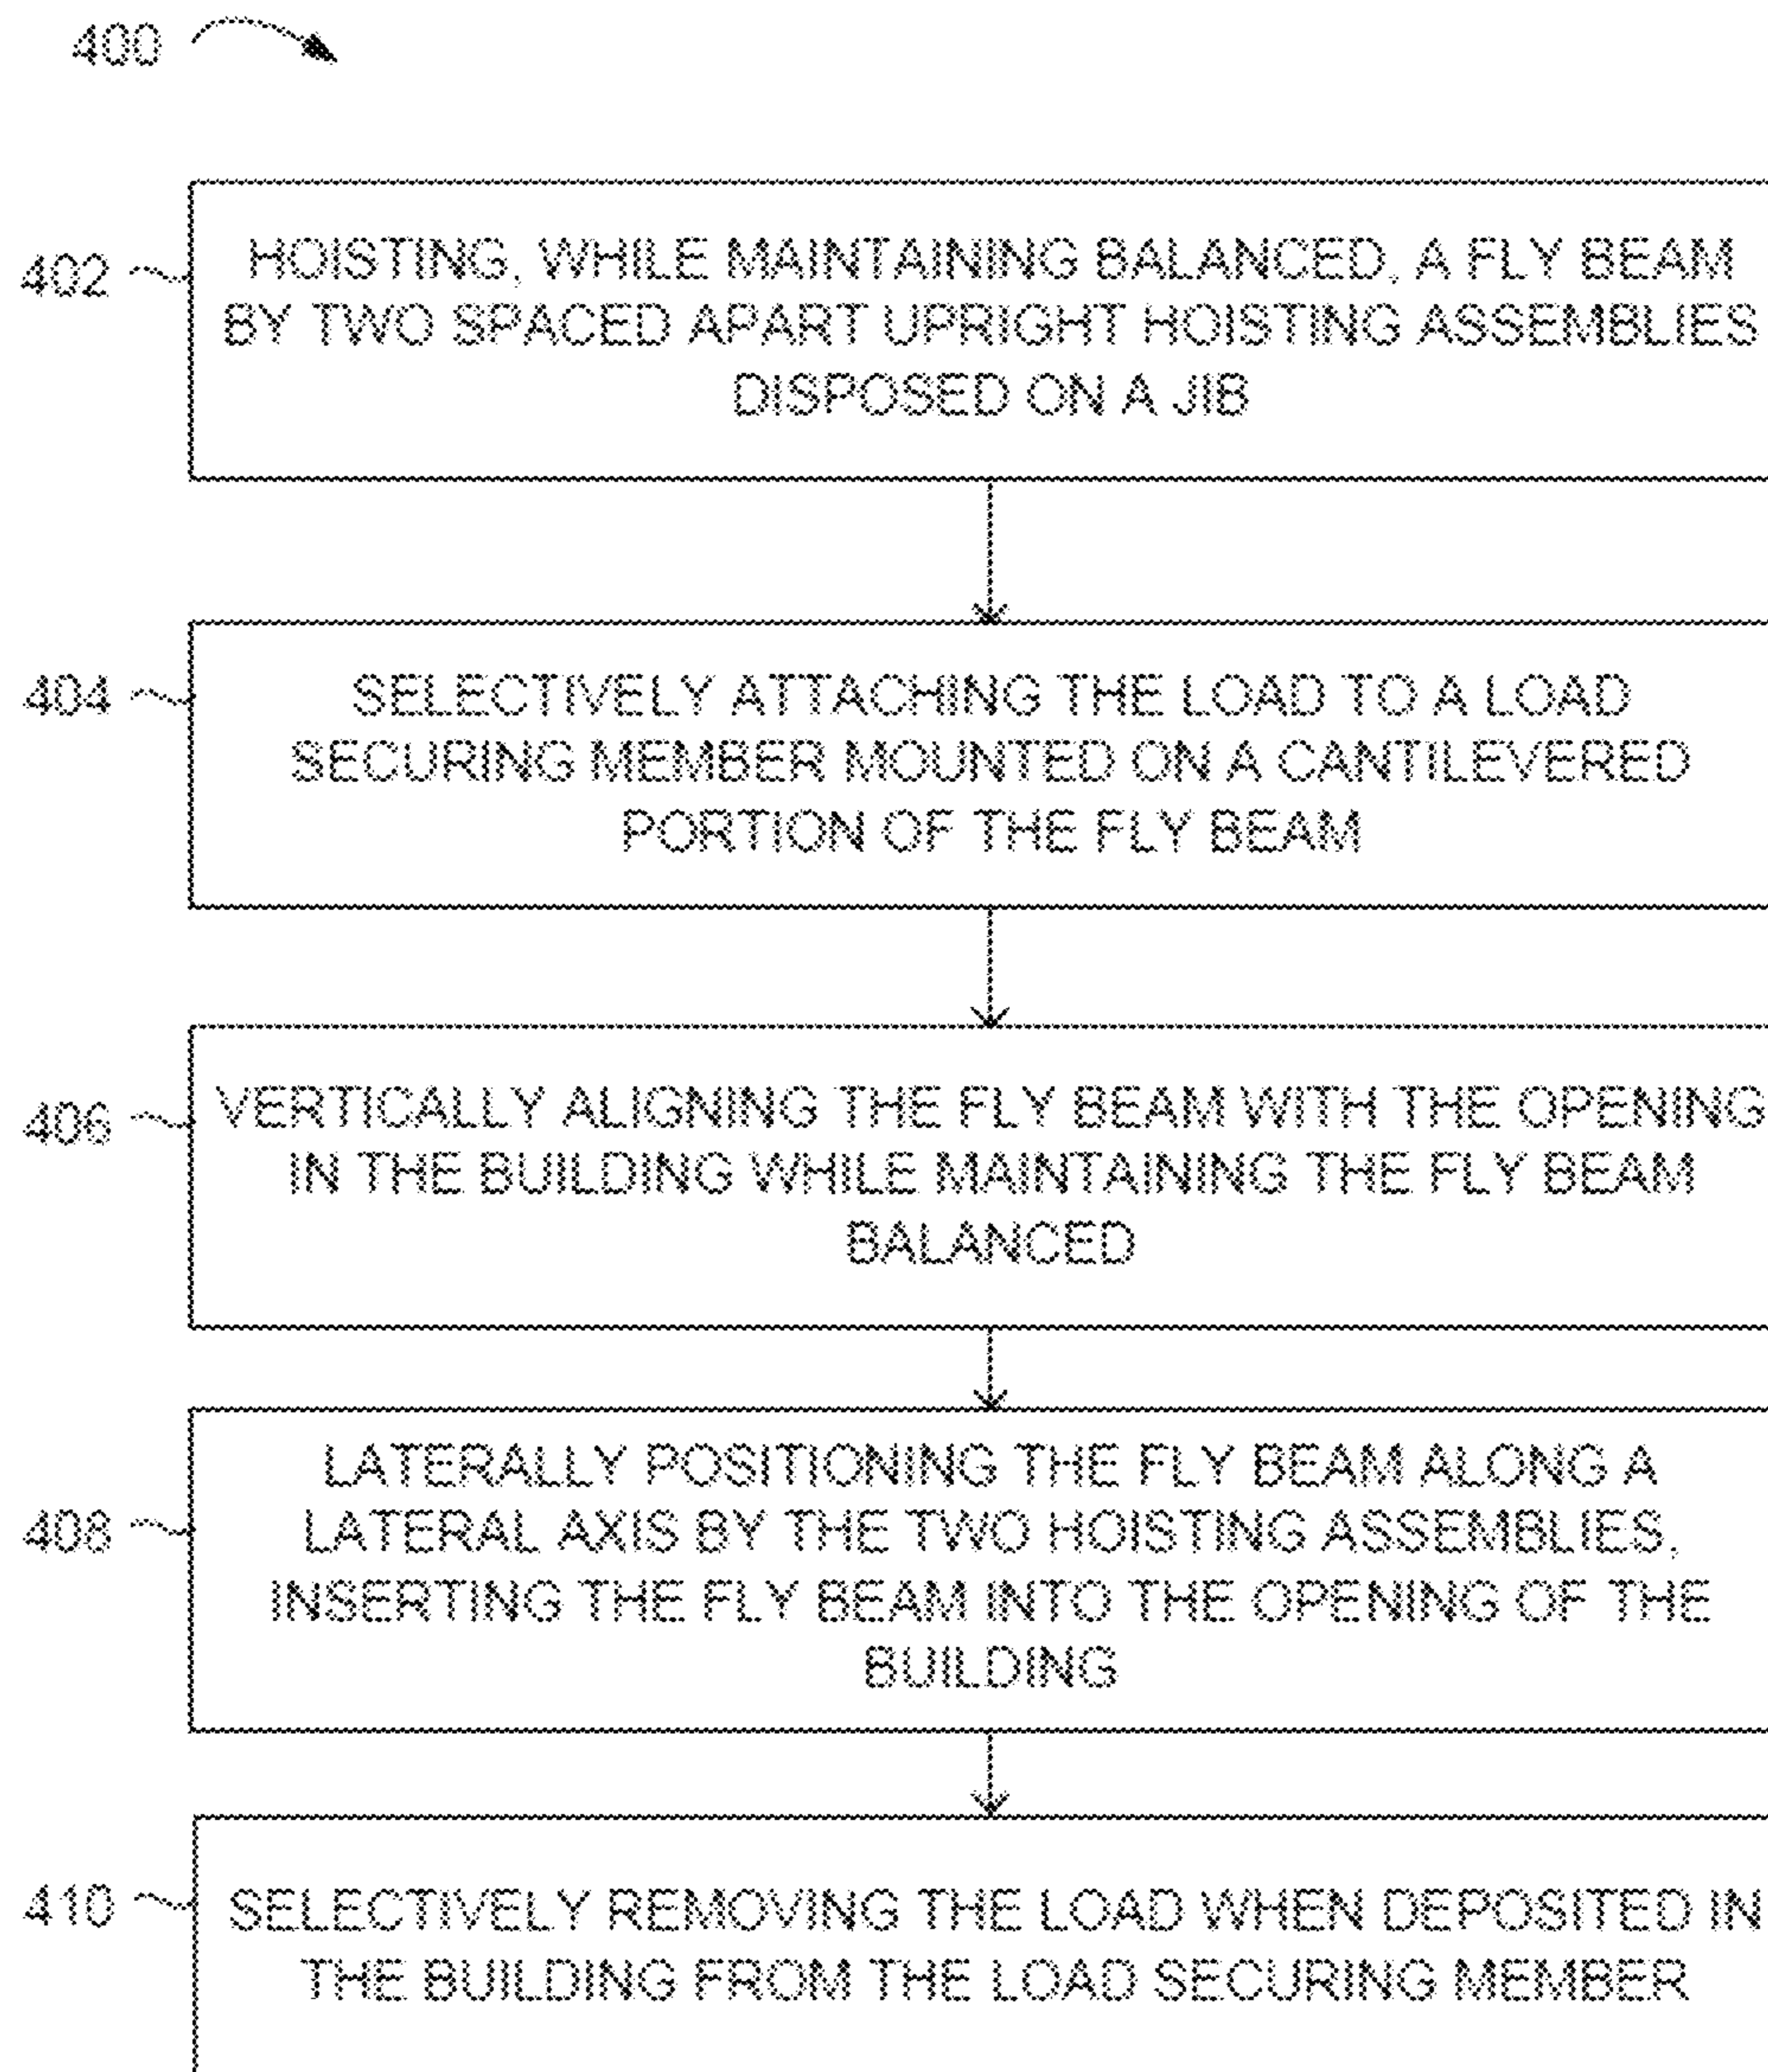 400
402
HOISTING, WHILE MAINTAINING BALANCED, A FLY BEAM
BY TWO SPACED APART UPRIGHT HOISTING ASSEMBLIES
DISPOSED ON A JIB
404
SELECTIVELY ATTACHING THE LOAD TO A LOAD
SECURING MEMBER MOUNTED ON A CANTILEVERED
PORTION OF THE FLY BEAM
406
VERTICALLY ALIGNING THE FLY BEAM WITH THE OPENING
IN THE BUILDING WHILE MAINTAINING THE FLY BEAM
BALANCED
408
LATERALLY POSITIONING THE FLY BEAM ALONG A
LATERAL AXIS BY THE TWO HOISTING ASSEMBLIES,
INSERTING THE FLY BEAM INTO THE OPENING OF THE
BUILDING
410
SELECTIVELY REMOVING THE LOAD WHEN DEPOSITED IN
THE BUILDING FROM THE LOAD SECURING MEMBER